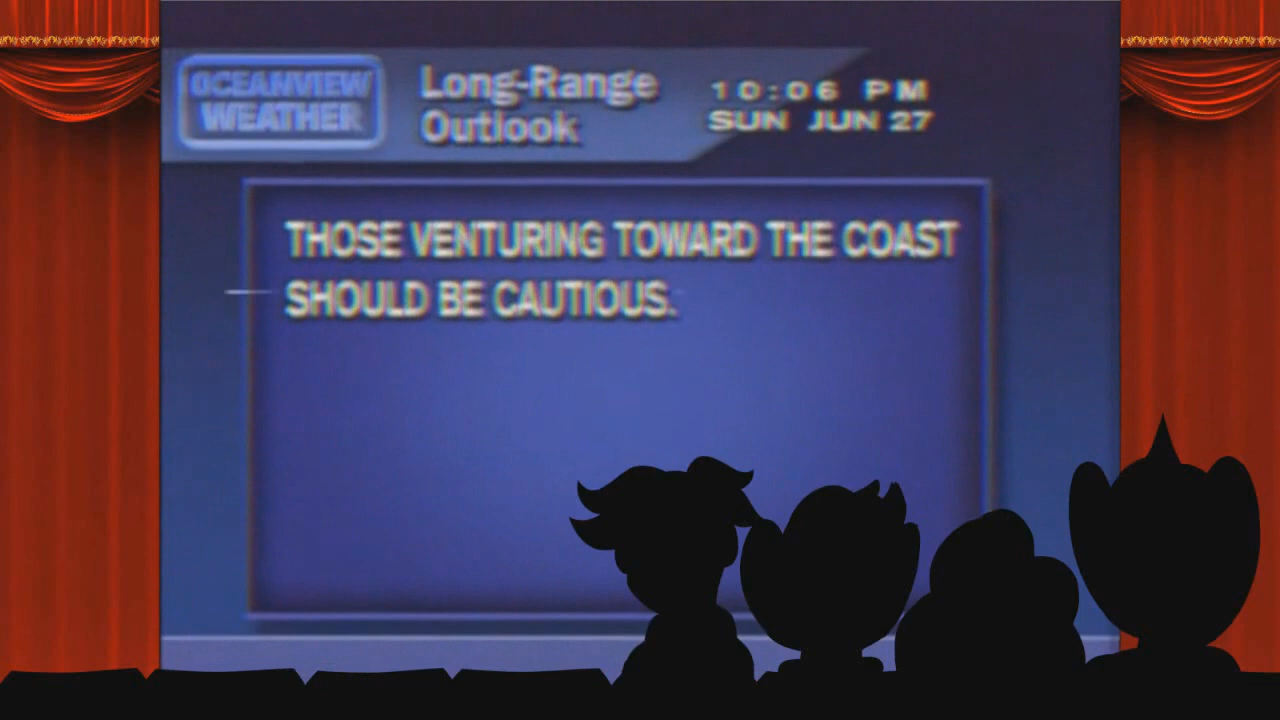 OCEANVIEW
WEATHER
Long-Range
Outlook
10:06 PM
SUN JUN 27
THOSE VENTURING TOWARD THE COAST
SHOULD BE CAUTIOUS.